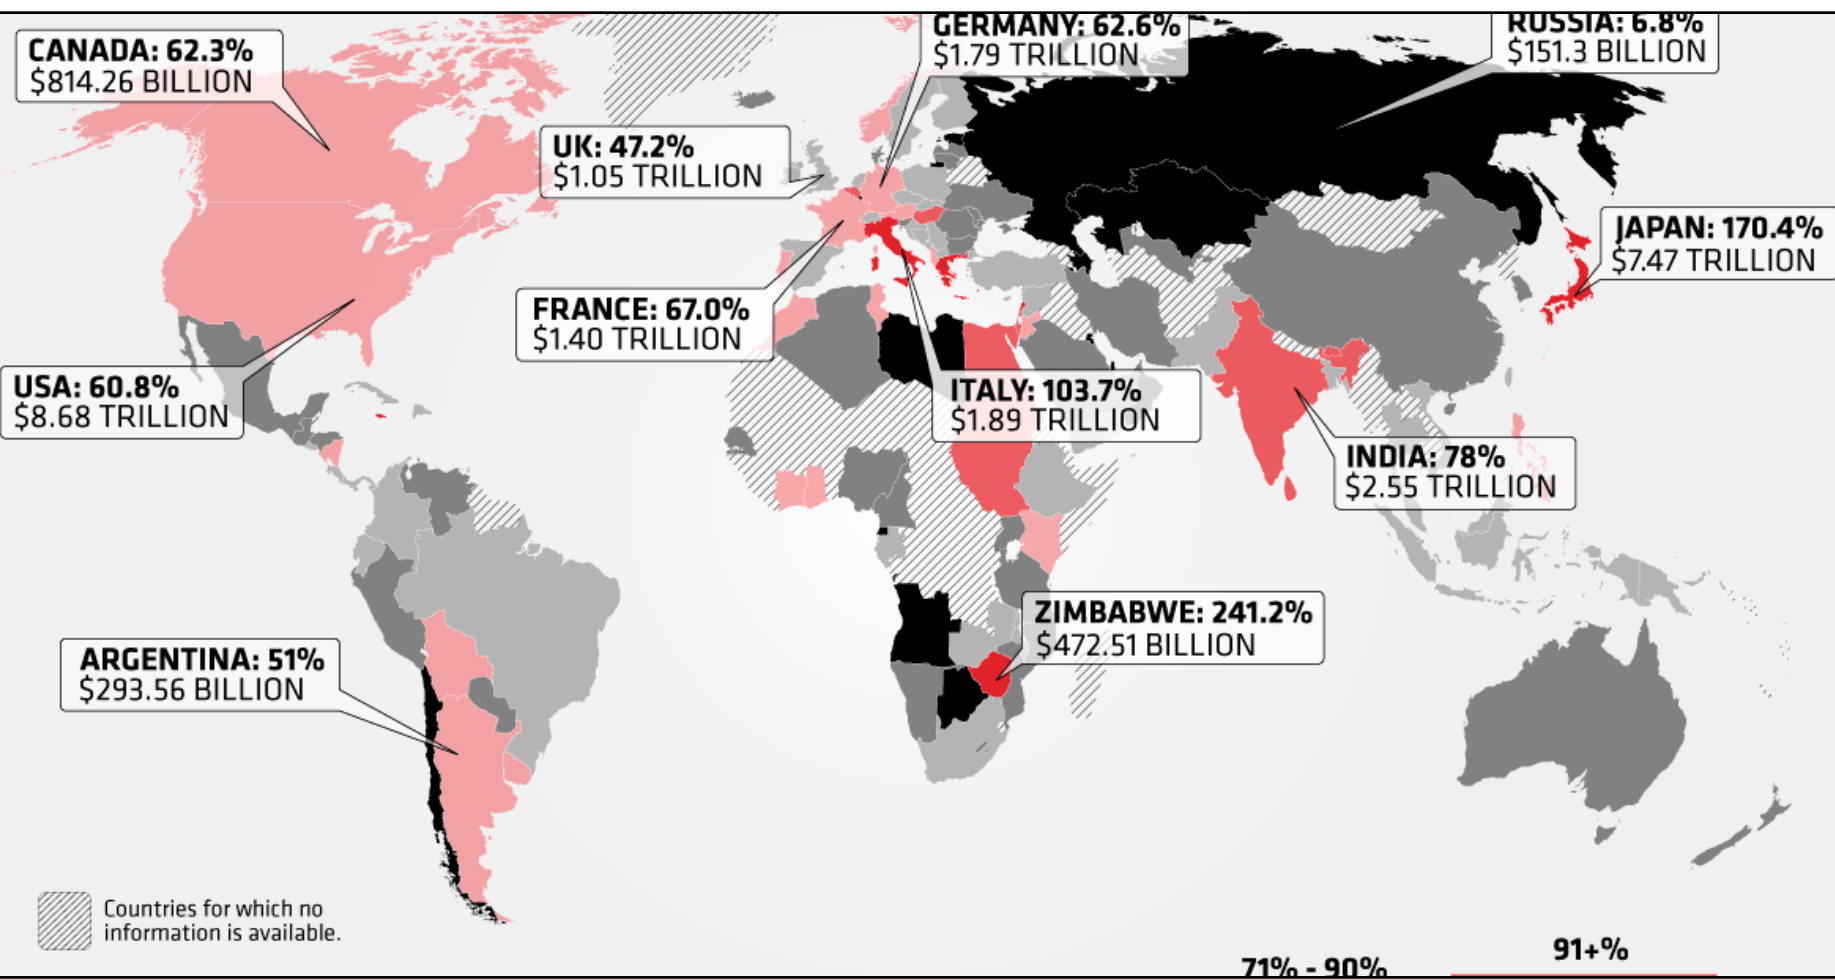 CANADA: 62.3%
$814.26 BILLION
GERMANY: 62.6%
$1.79 TRILLION
RUSSIA: 6.8%
$151.3 BILLION
UK: 47.2%
$1.05 TRILLION
JAPAN: 170.4%
$7.47 TRILLION
FRANCE: 67.0%
$1.40 TRILLION
USA: 60.8%
$8.68 TRILLION
ITALY: 103.7%
$1.89 TRILLION
INDIA: 78%
$2.55 TRILLION
ZIMBABWE: 241.2%
$472.51 BILLION
ARGENTINA: 51%
$293.56 BILLION
Countries for which no
information is available.
91+%
71% - 90%